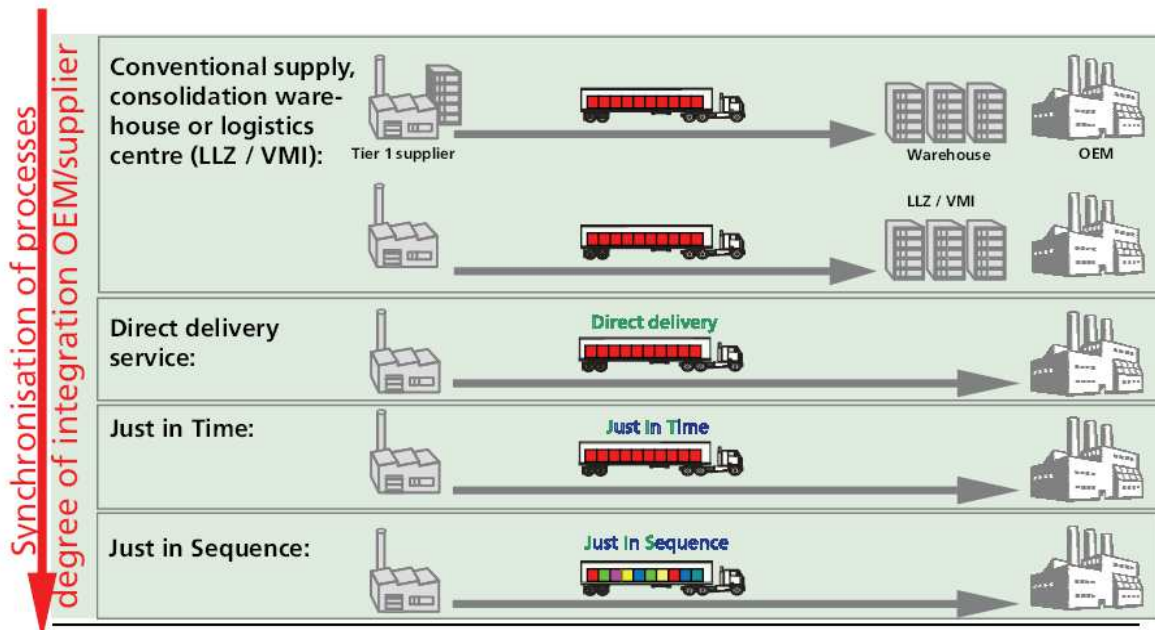 Synchronisation of processes
degree of integration OEM/supplier
Conventional supply,
consolidation ware-
house or logistics
centre (LLZ / VMI):
Tier 1 supplier
Warehouse
OEM
LLZ / VMI
Direct delivery
service:
Direct delivery
Just in Time:
Just In Time
Just in Sequence:
Just In Sequence